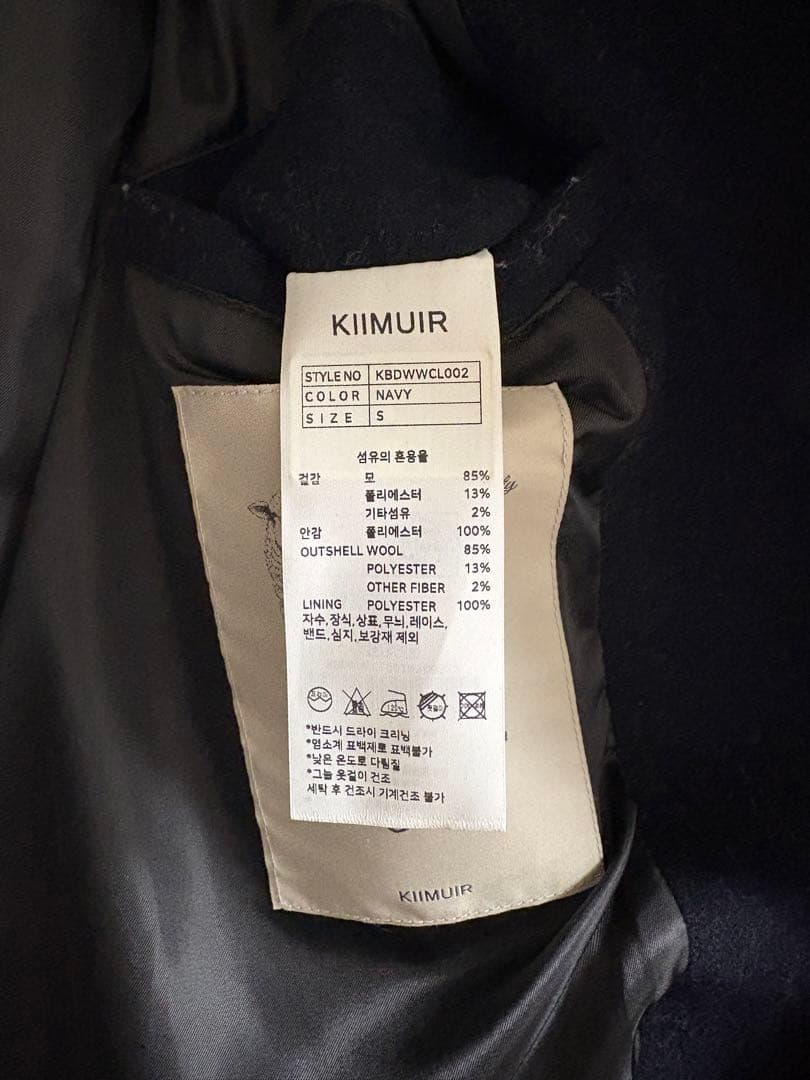 KIIMUIR
STYLE NO KBDWWCL002
COLOR NAVY
SIZE S
섬유의 혼용율
겉감 모 85%
폴리에스터 13%
기타섬유 2%
안감 폴리에스터 100%
OUTSHELL WOOL 85%
POLYESTER 13%
OTHER FIBER 2%
LINING POLYESTER 100%
자수,장식,상표,무늬,레이스,
밴드,심지,보강재 제외
*반드시 드라이 크리닝
*염소계 표백제로 표백불가
*낮은 온도로 다림질
*그늘 옷걸이 건조
세탁 후 건조시 기계건조 불가
KIIMUIR